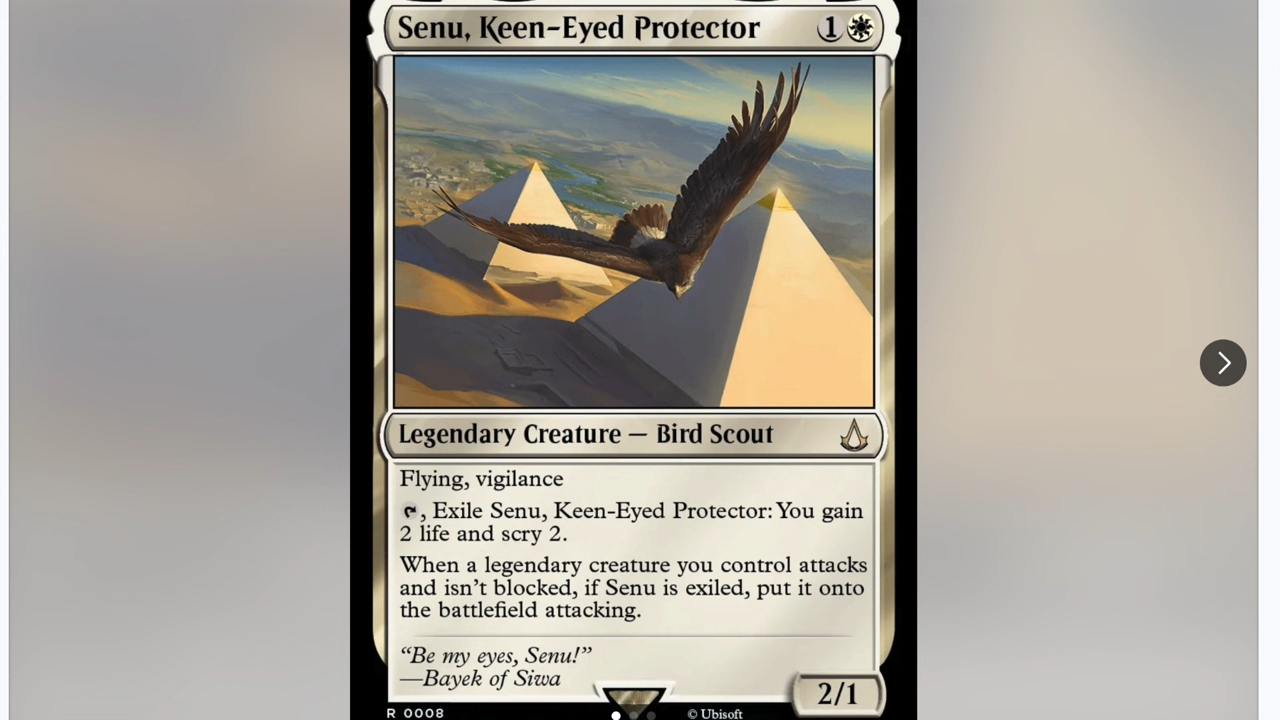 Senu, Keen-Eyed Protector 1
Legendary Creature — Bird Scout
Flying, vigilance
, Exile Senu, Keen-Eyed Protector: You gain
2 life and scry 2.
When a legendary creature you control attacks
and isn't blocked, if Senu is exiled, put it onto
the battlefield attacking.
“Be my eyes, Senu!”
—Bayek of Siwa
2/1
R 0008
© Ubisoft